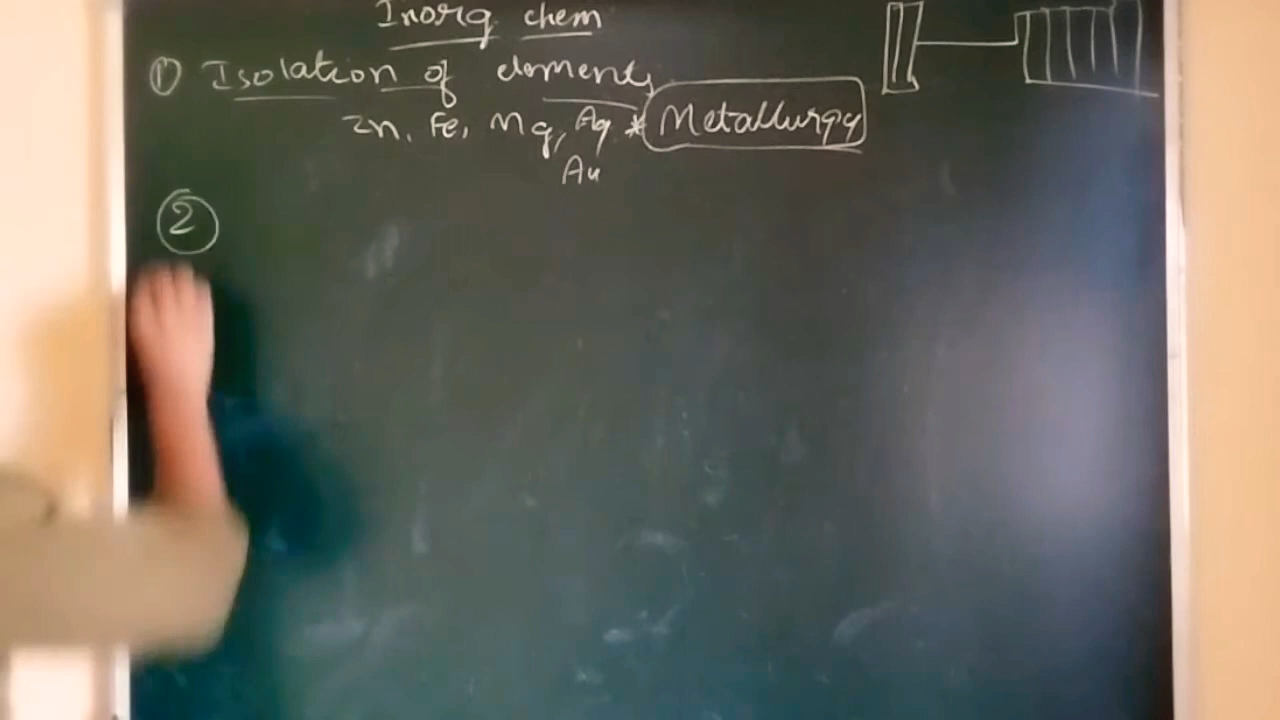 Inorg chem
① Isolation of elements
Zn, Fe, Mg, Ag * Metallurgy
Au
②